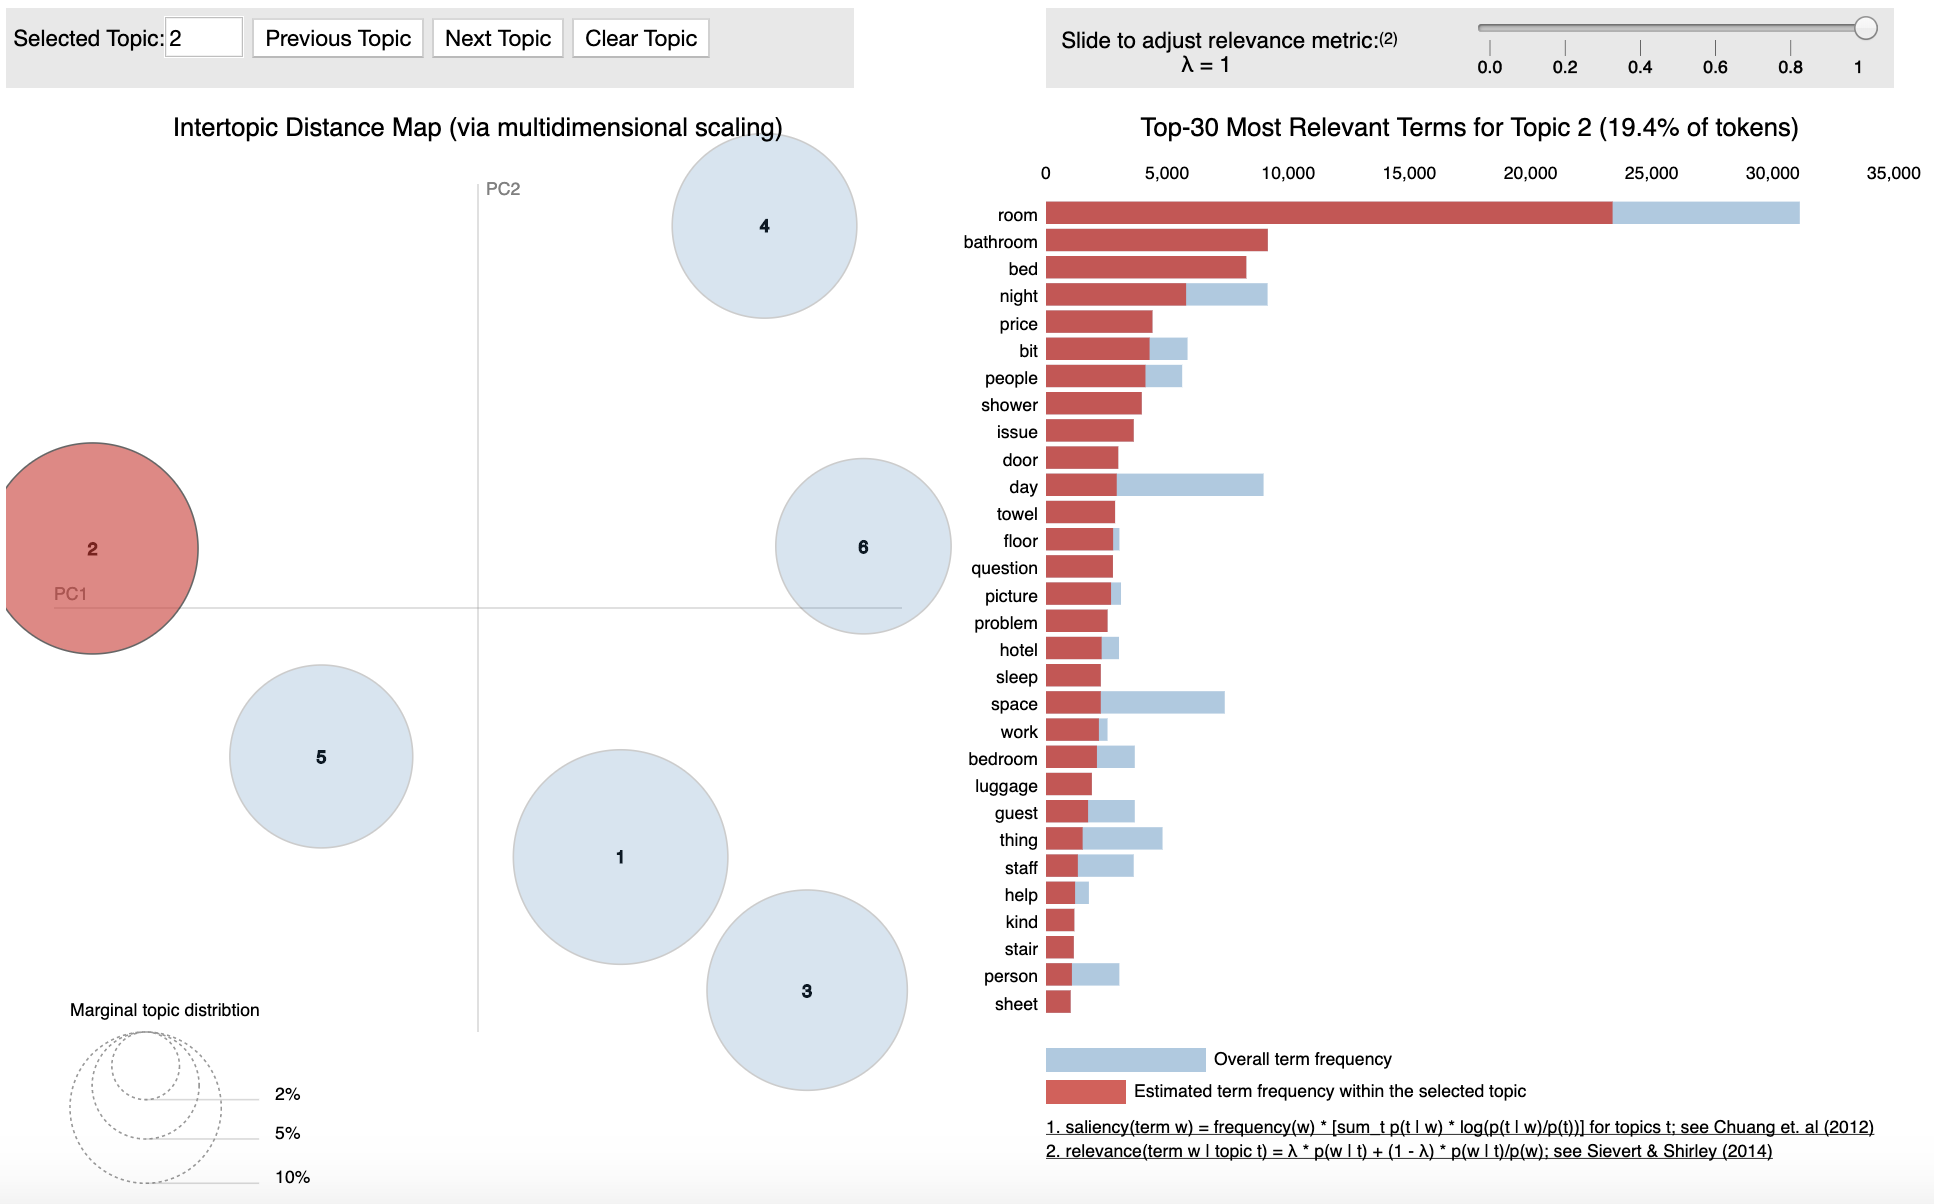 Selected Topic: 2 Previous Topic Next Topic Clear Topic
Slide to adjust relevance metric:(2)
λ = 1
0.0 0.2 0.4 0.6 0.8 1
Intertopic Distance Map (via multidimensional scaling)
PC2
4
2
6
PC1
5
1
3
Marginal topic distribtion
2%
5%
10%
Top-30 Most Relevant Terms for Topic 2 (19.4% of tokens)
0 5,000 10,000 15,000 20,000 25,000 30,000 35,000
room
bathroom
bed
night
price
bit
people
shower
issue
door
day
towel
floor
question
picture
problem
hotel
sleep
space
work
bedroom
luggage
guest
thing
staff
help
kind
stair
person
sheet
Overall term frequency
Estimated term frequency within the selected topic
1. saliency(term w) = frequency(w) * [sum_t p(t | w) * log(p(t | w)/p(t))] for topics t; see Chuang et. al (2012)
2. relevance(term w | topic t) = λ * p(w | t) + (1 - λ) * p(w | t)/p(w); see Sievert & Shirley (2014)